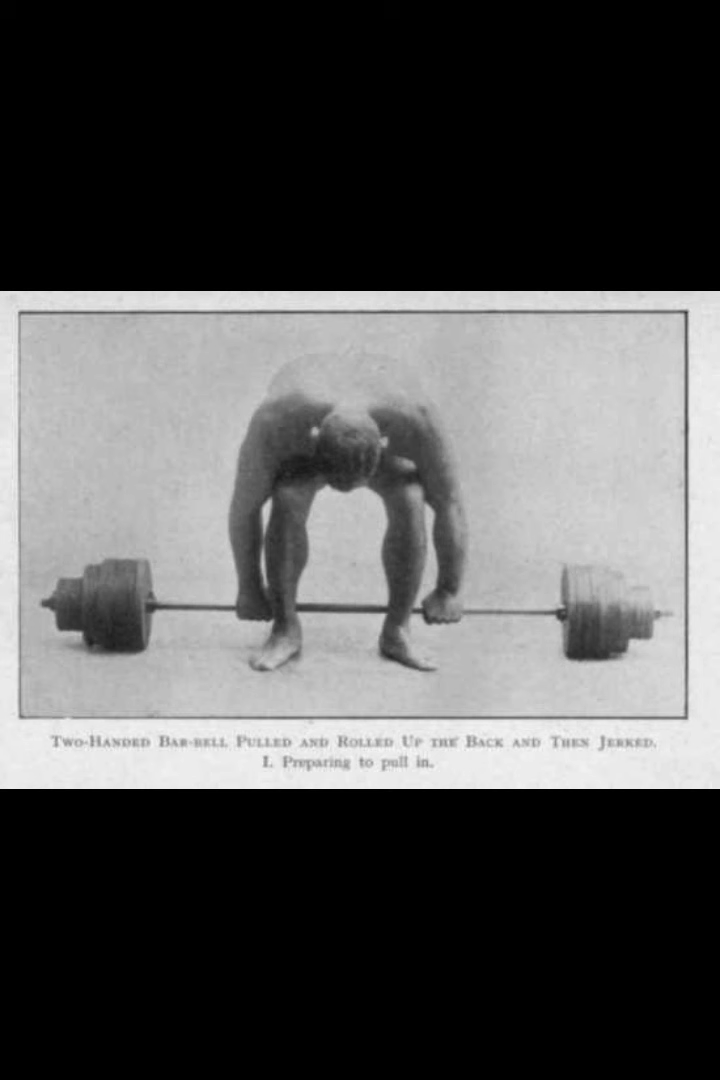 Two-Handed Bar-bell Pulled and Rolled Up the Back and Then Jerked.
I. Preparing to pull in.